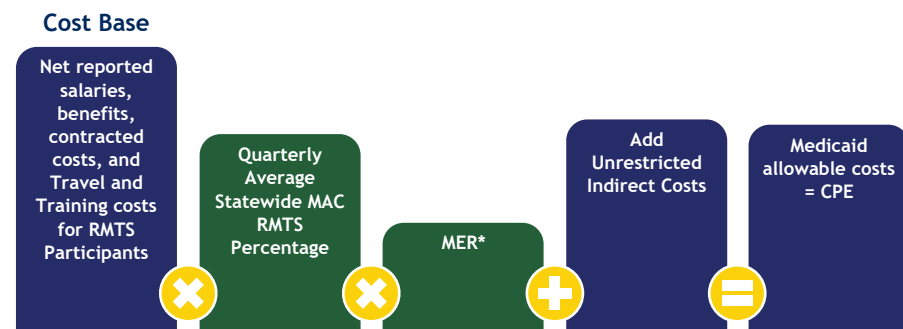 Cost Base
Net reported
salaries,
benefits,
contracted
costs, and
Travel and
Training costs
for RMTS
Participants
Quarterly
Average
Statewide MAC
RMTS
Percentage
MER*
Add
Unrestricted
Indirect Costs
Medicaid
allowable costs
= CPE